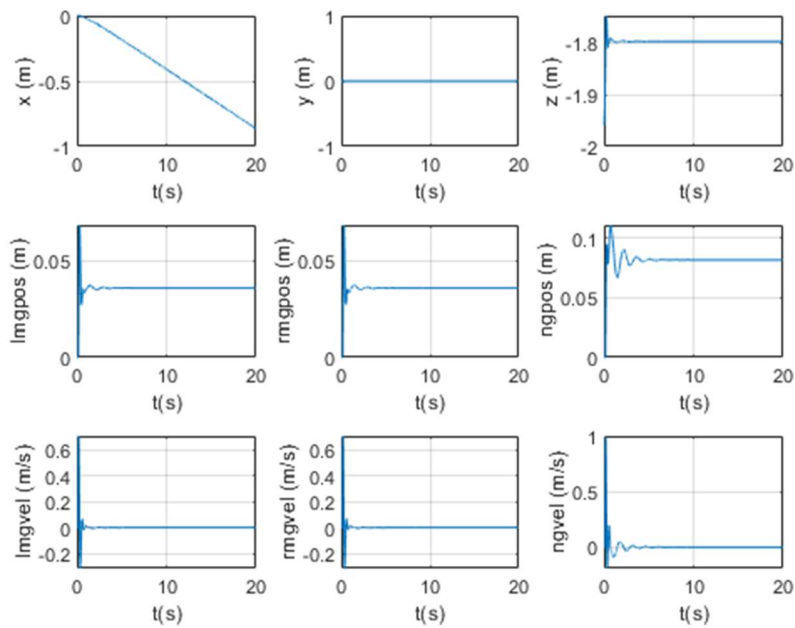 0
-0.5
-1
x (m)
0 10 20
t(s)
1
0
-1
y (m)
0 10 20
t(s)
-1.8
-1.9
-2
z (m)
0 10 20
t(s)
0.05
0
lmgpos (m)
0 10 20
t(s)
0.05
0
rmgpos (m)
0 10 20
t(s)
0.1
0.05
0
ngpos (m)
0 10 20
t(s)
0.6
0.4
0.2
0
-0.2
lmgvel (m/s)
0 10 20
t(s)
0.6
0.4
0.2
0
-0.2
rmgvel (m/s)
0 10 20
t(s)
1
0.5
0
ngvel (m/s)
0 10 20
t(s)